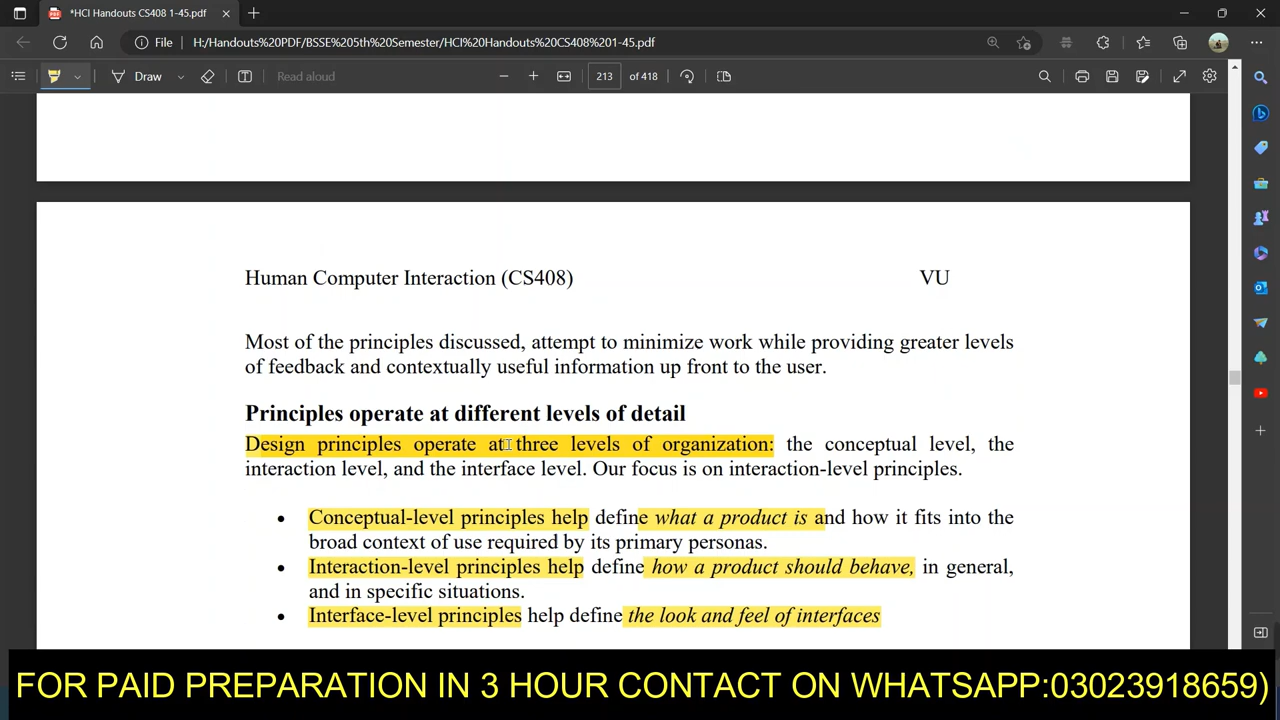 *HCI Handouts CS408 1-45.pdf
File H:/Handouts%20PDF/BSSE%205th%20Semester/HCI%20Handouts%20CS408%201-45.pdf
Draw Read aloud 213 of 418
Human Computer Interaction (CS408) VU
Most of the principles discussed, attempt to minimize work while providing greater levels
of feedback and contextually useful information up front to the user.
Principles operate at different levels of detail
Design principles operate at three levels of organization: the conceptual level, the
interaction level, and the interface level. Our focus is on interaction-level principles.
• Conceptual-level principles help define what a product is and how it fits into the
broad context of use required by its primary personas.
• Interaction-level principles help define how a product should behave, in general,
and in specific situations.
• Interface-level principles help define the look and feel of interfaces
FOR PAID PREPARATION IN 3 HOUR CONTACT ON WHATSAPP:03023918659)